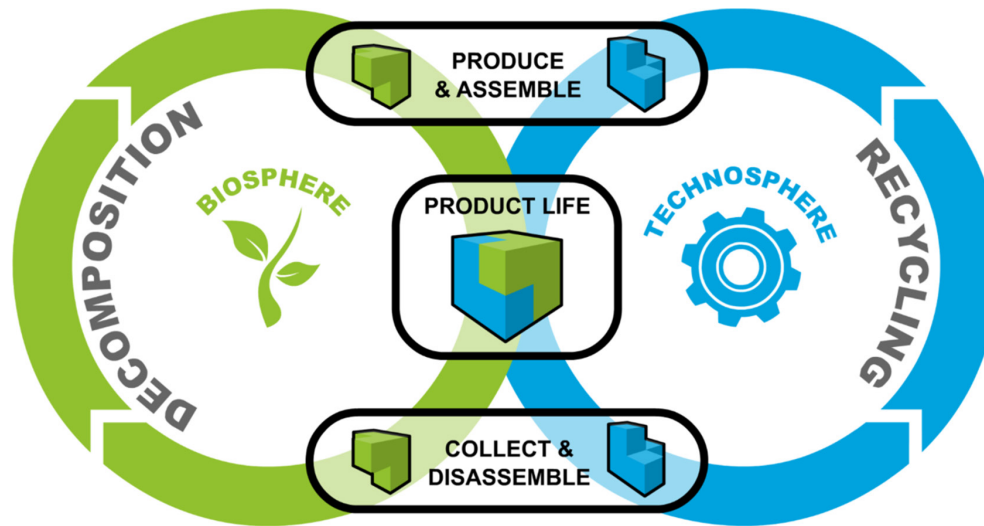 PRODUCE
& ASSEMBLE
DECOMPOSITION
BIOSPHERE
PRODUCT LIFE
TECHNOSPHERE
RECYCLING
COLLECT &
DISASSEMBLE